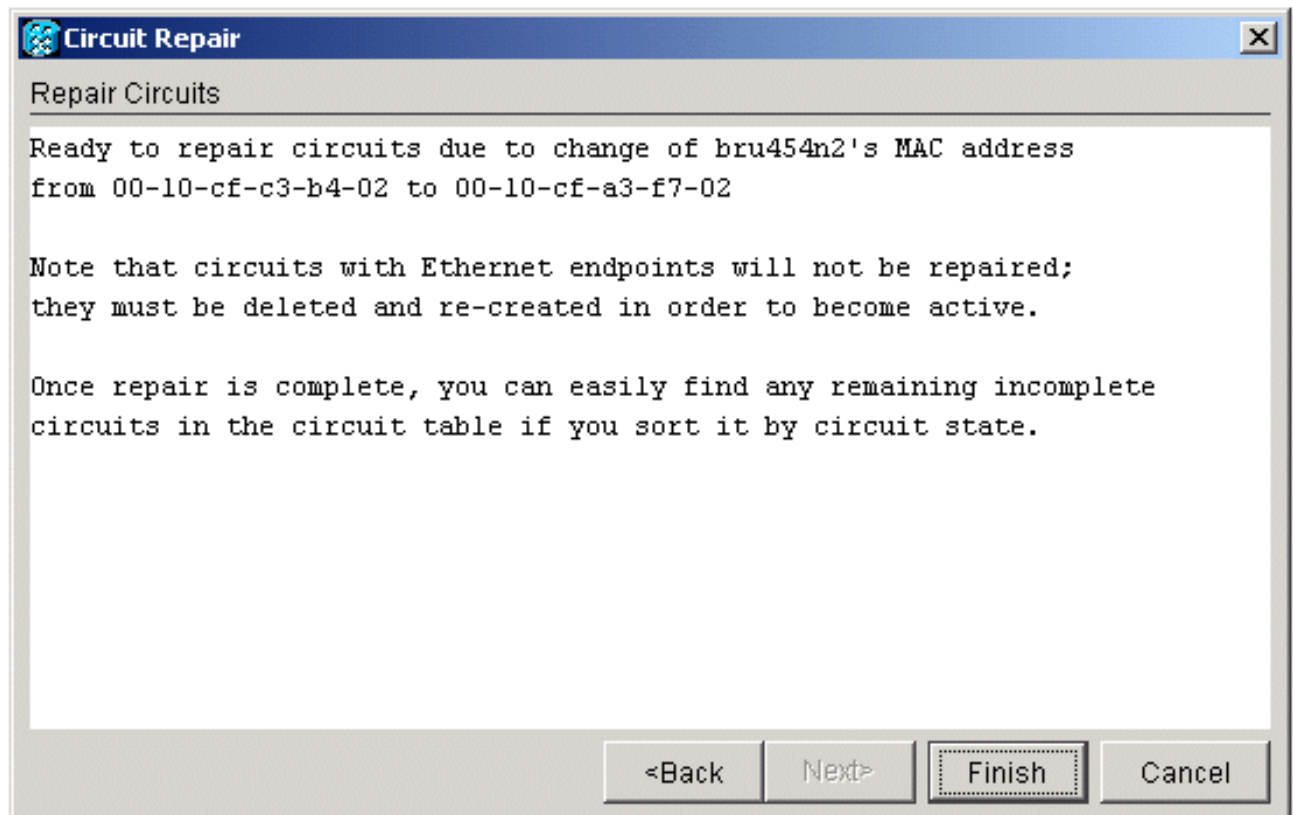 Circuit Repair
Repair Circuits
Ready to repair circuits due to change of bru454n2's MAC address
from 00-10-cf-c3-b4-02 to 00-10-cf-a3-f7-02
Note that circuits with Ethernet endpoints will not be repaired;
they must be deleted and re-created in order to become active.
Once repair is complete, you can easily find any remaining incomplete
circuits in the circuit table if you sort it by circuit state.
<Back
Next>
Finish
Cancel